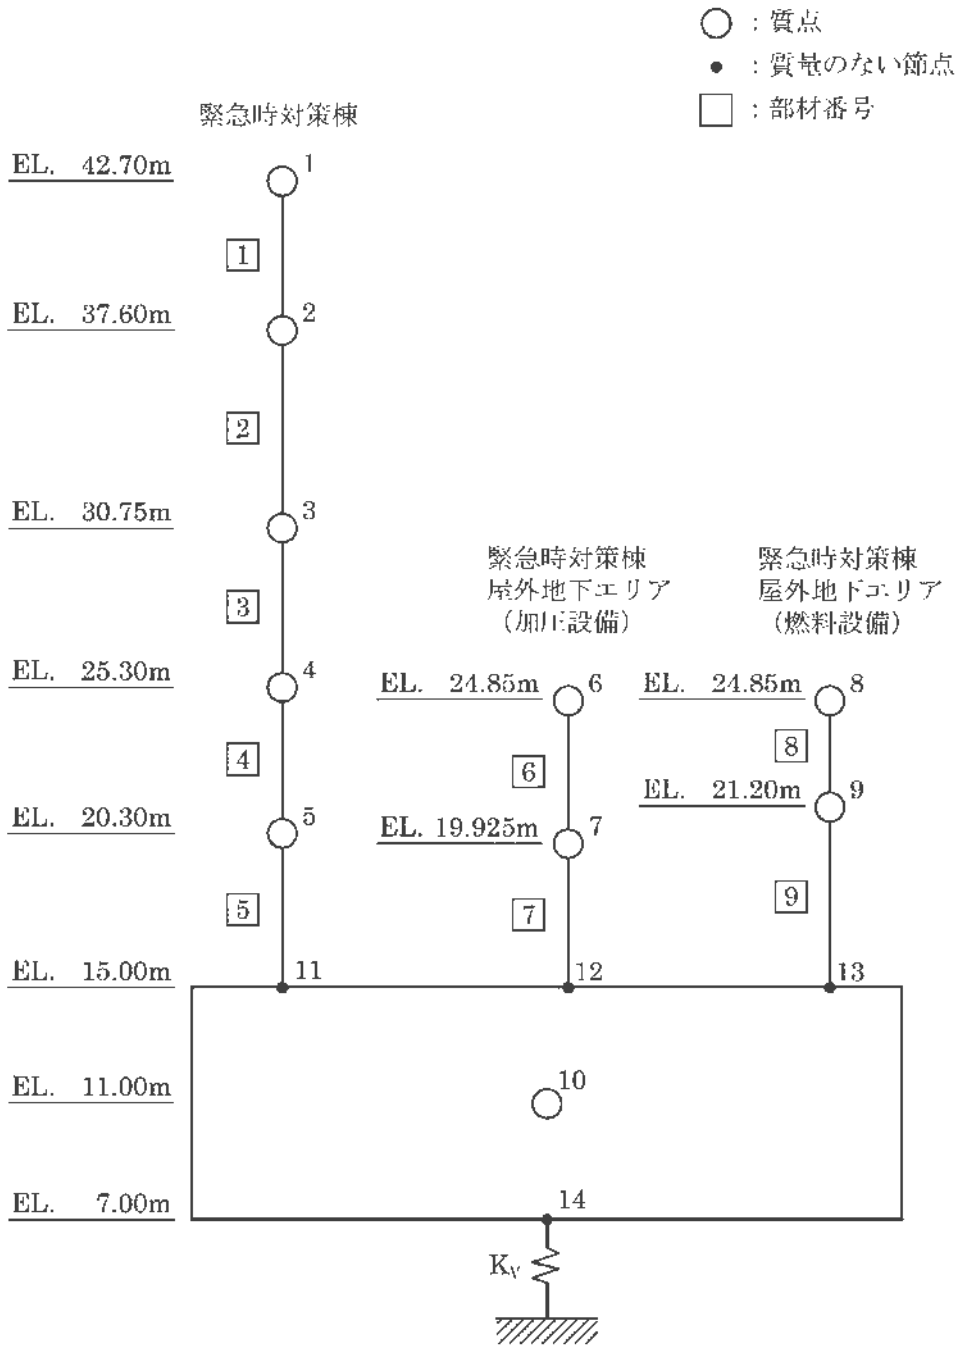 ○：質点
●：質量のない節点
□：部材番号
緊急時対策棟
EL. 42.70m
1
1
EL. 37.60m
2
2
EL. 30.75m
3
3
EL. 25.30m
4
4
EL. 20.30m
5
5
緊急時対策棟
屋外地下エリア
(加圧設備)
EL. 24.85m
6
6
EL. 19.925m
7
7
緊急時対策棟
屋外地下エリア
(燃料設備)
EL. 24.85m
8
8
EL. 21.20m
9
9
EL. 15.00m
11
12
13
EL. 11.00m
10
EL. 7.00m
14
KV